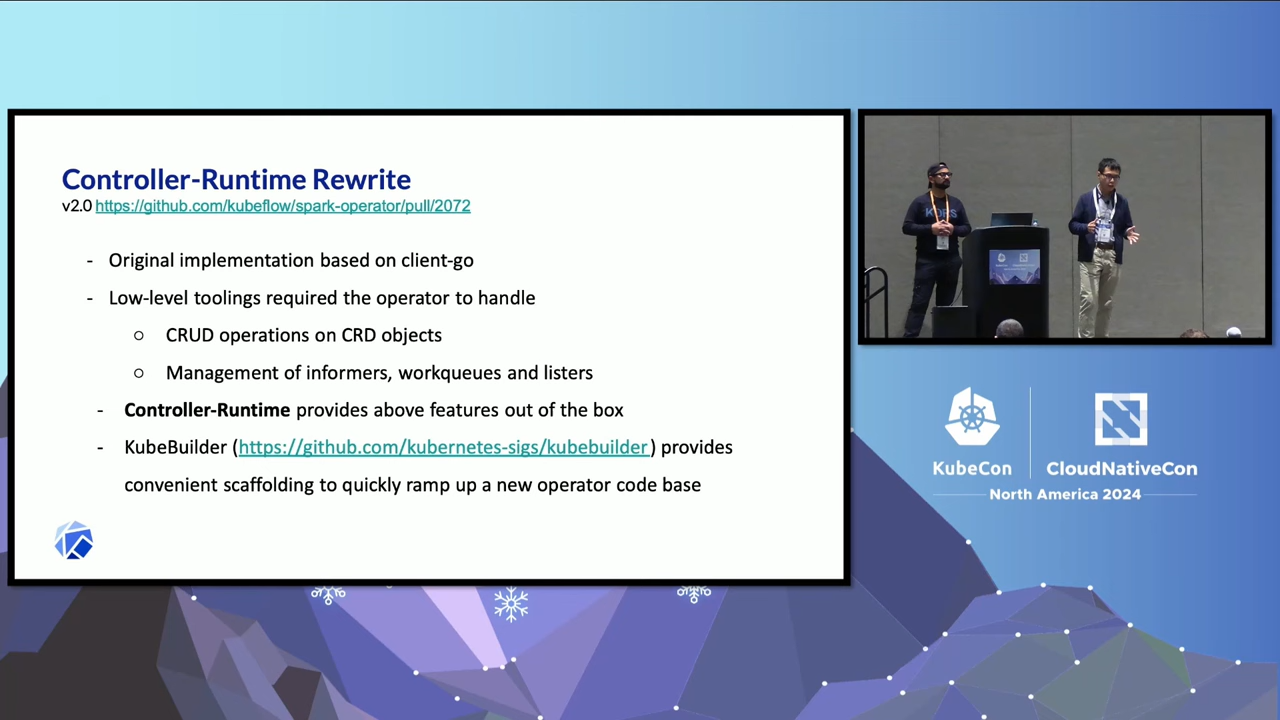 Controller-Runtime Rewrite
v2.0 https://github.com/kubeflow/spark-operator/pull/2072
- Original implementation based on client-go
- Low-level toolings required the operator to handle
○ CRUD operations on CRD objects
○ Management of informers, workqueues and listers
- Controller-Runtime provides above features out of the box
- KubeBuilder (https://github.com/kubernetes-sigs/kubebuilder) provides
convenient scaffolding to quickly ramp up a new operator code base
KubeCon
CloudNativeCon
North America 2024